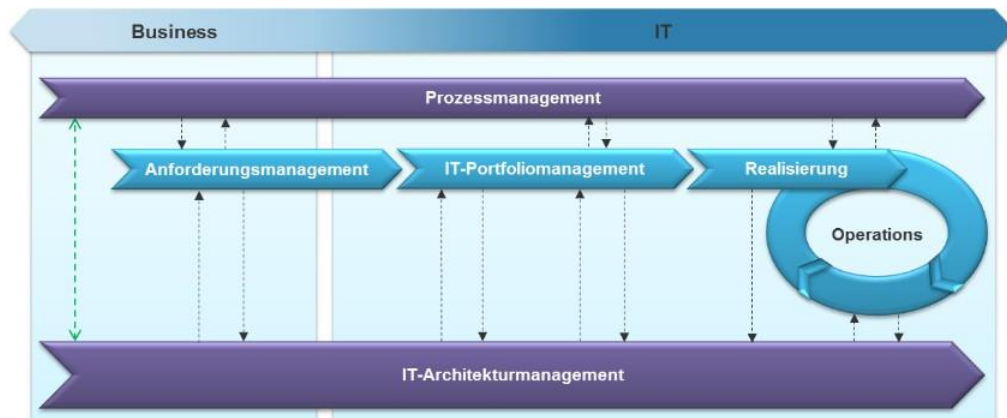 Business
IT
Prozessmanagement
Anforderungsmanagement
IT-Portfoliomanagement
Realisierung
Operations
IT-Architekturmanagement